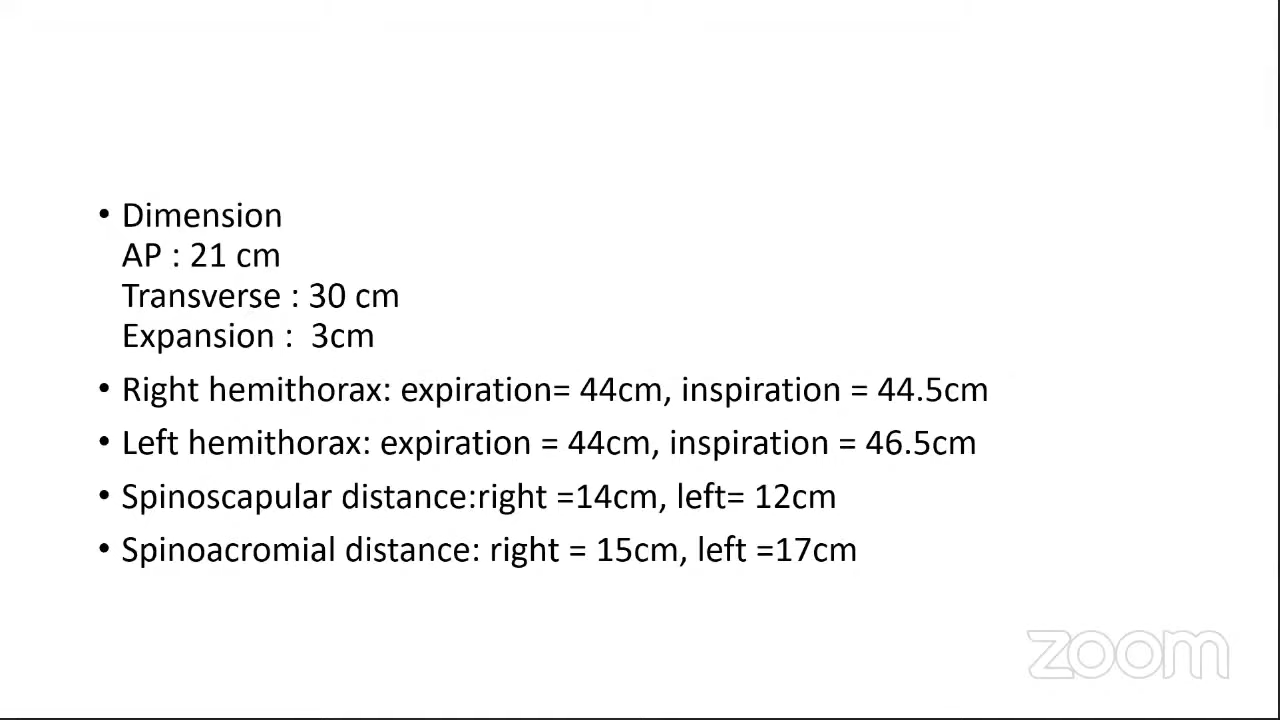 • Dimension
AP : 21 cm
Transverse : 30 cm
Expansion :  3cm
• Right hemithorax: expiration= 44cm, inspiration = 44.5cm
• Left hemithorax: expiration = 44cm, inspiration = 46.5cm
• Spinoscapular distance:right =14cm, left= 12cm
• Spinoacromial distance: right = 15cm, left =17cm
zoom